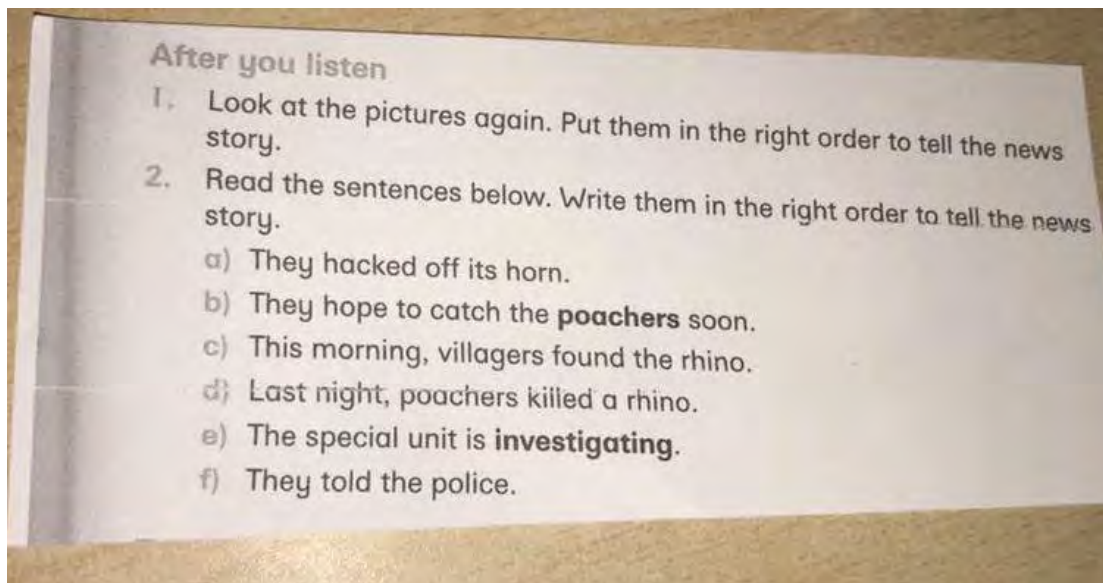 After you listen
1. Look at the pictures again. Put them in the right order to tell the news
story.
2. Read the sentences below. Write them in the right order to tell the news
story.
a) They hacked off its horn.
b) They hope to catch the poachers soon.
c) This morning, villagers found the rhino.
d) Last night, poachers killed a rhino.
e) The special unit is investigating.
f) They told the police.